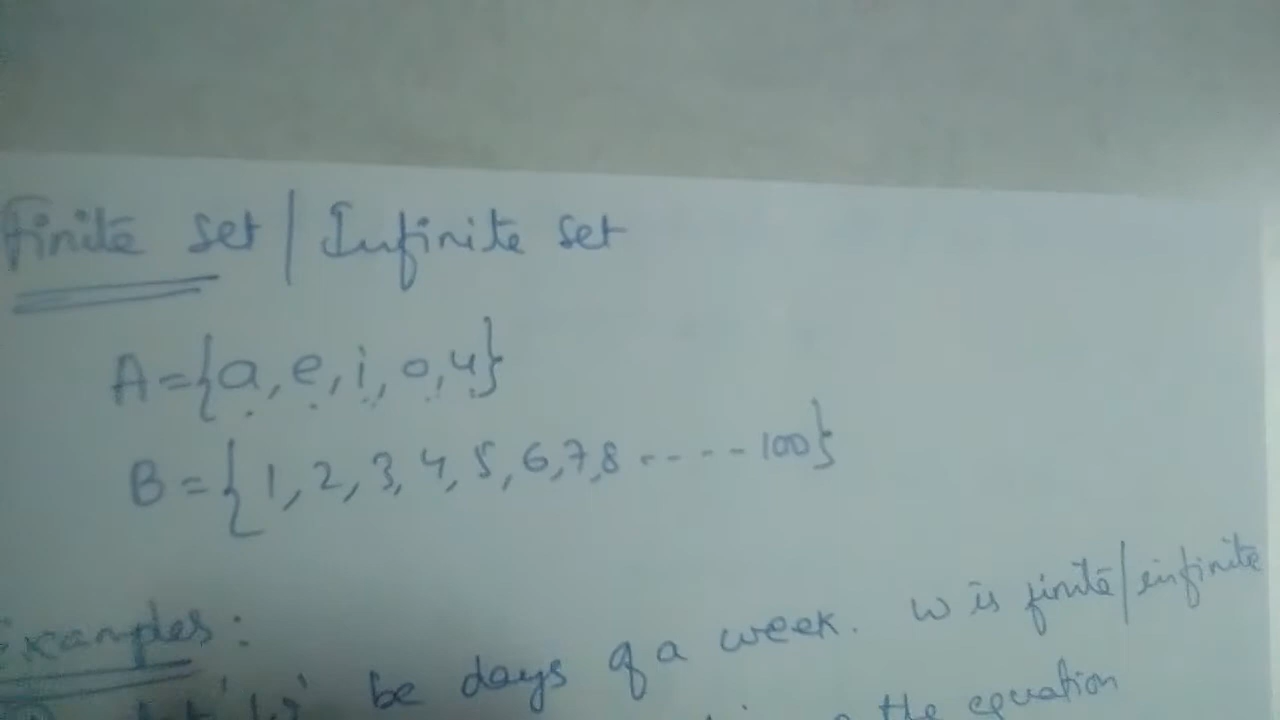 Finite set | Infinite set
A={a, e, i, o, u}
B={1, 2, 3, 4, 5, 6, 7, 8 ----- 100}
Examples:
let 'W' be days of a week. W is finite/infinite
the equation